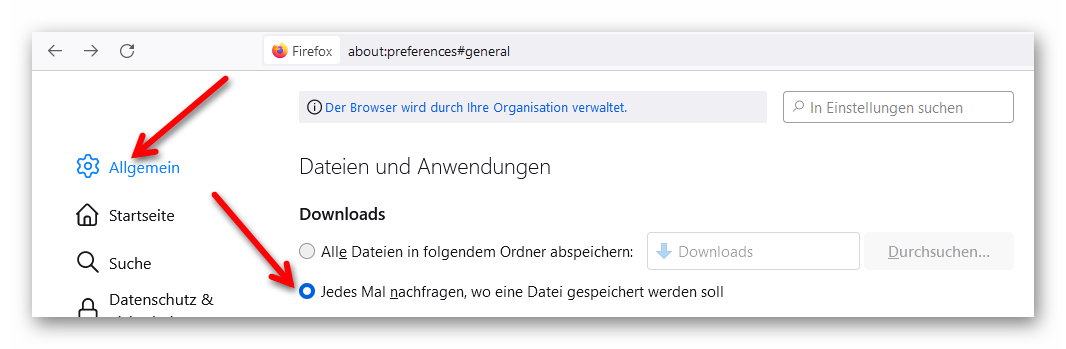 Firefox about:preferences#general
Der Browser wird durch Ihre Organisation verwaltet.
In Einstellungen suchen
Allgemein
Startseite
Suche
Datenschutz &
Dateien und Anwendungen
Downloads
Alle Dateien in folgendem Ordner abspeichern: Downloads Durchsuchen...
Jedes Mal nachfragen, wo eine Datei gespeichert werden soll